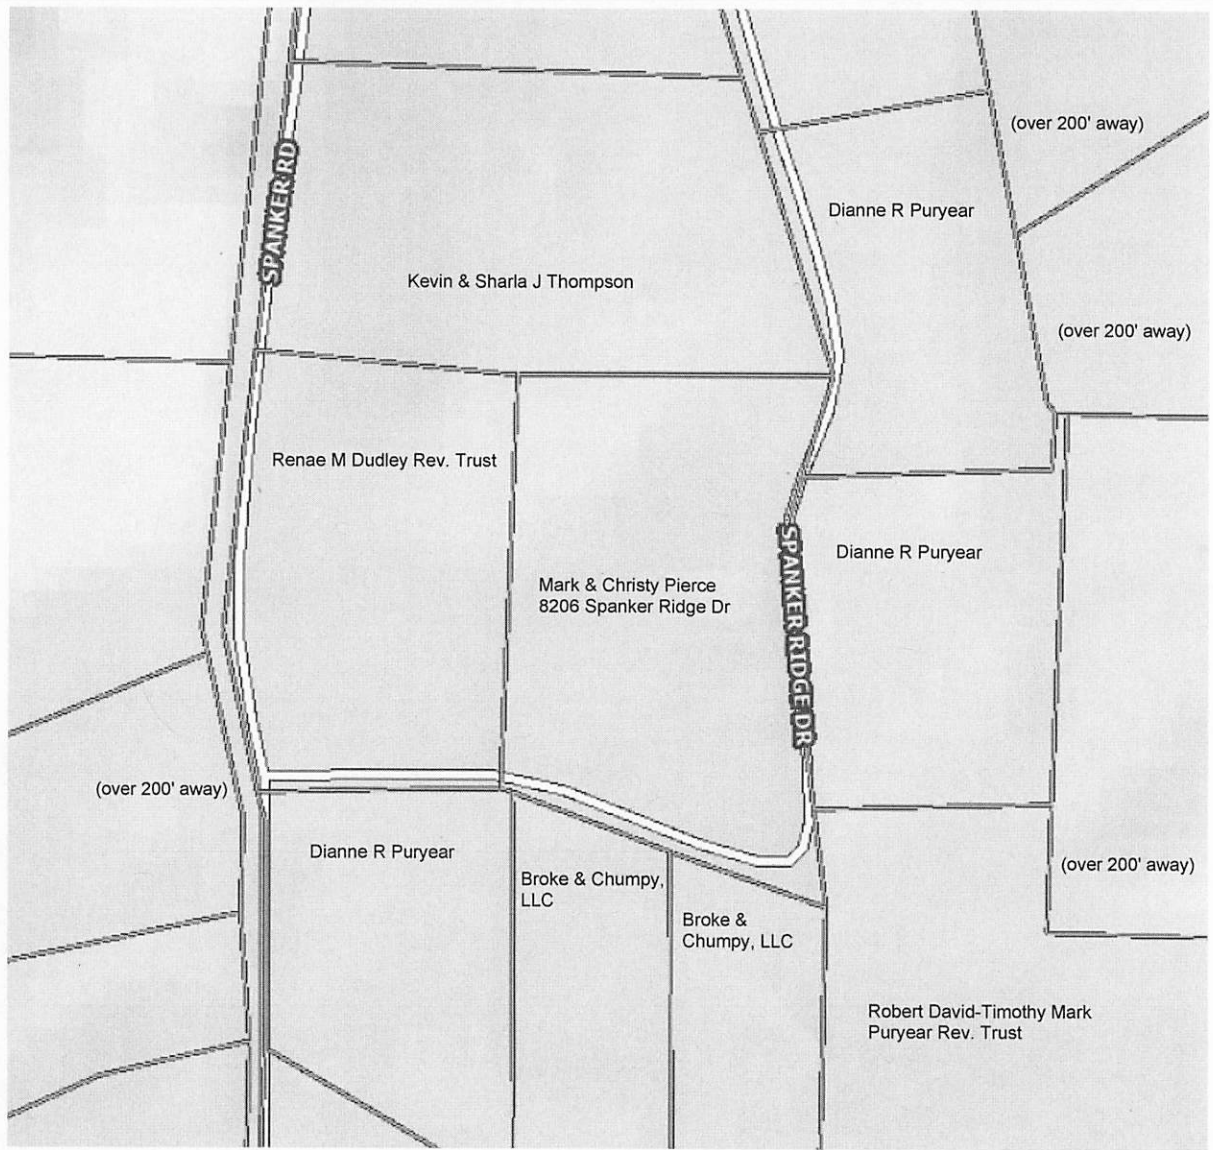 (over 200' away)
SPANKER RD
Dianne R Puryear
Kevin & Sharla J Thompson
(over 200' away)
Renae M Dudley Rev. Trust
Dianne R Puryear
SPANKER RIDGE DR
Mark & Christy Pierce
8206 Spanker Ridge Dr
(over 200' away)
Dianne R Puryear
(over 200' away)
Broke & Chumpy,
LLC
Broke &
Chumpy, LLC
Robert David-Timothy Mark
Puryear Rev. Trust